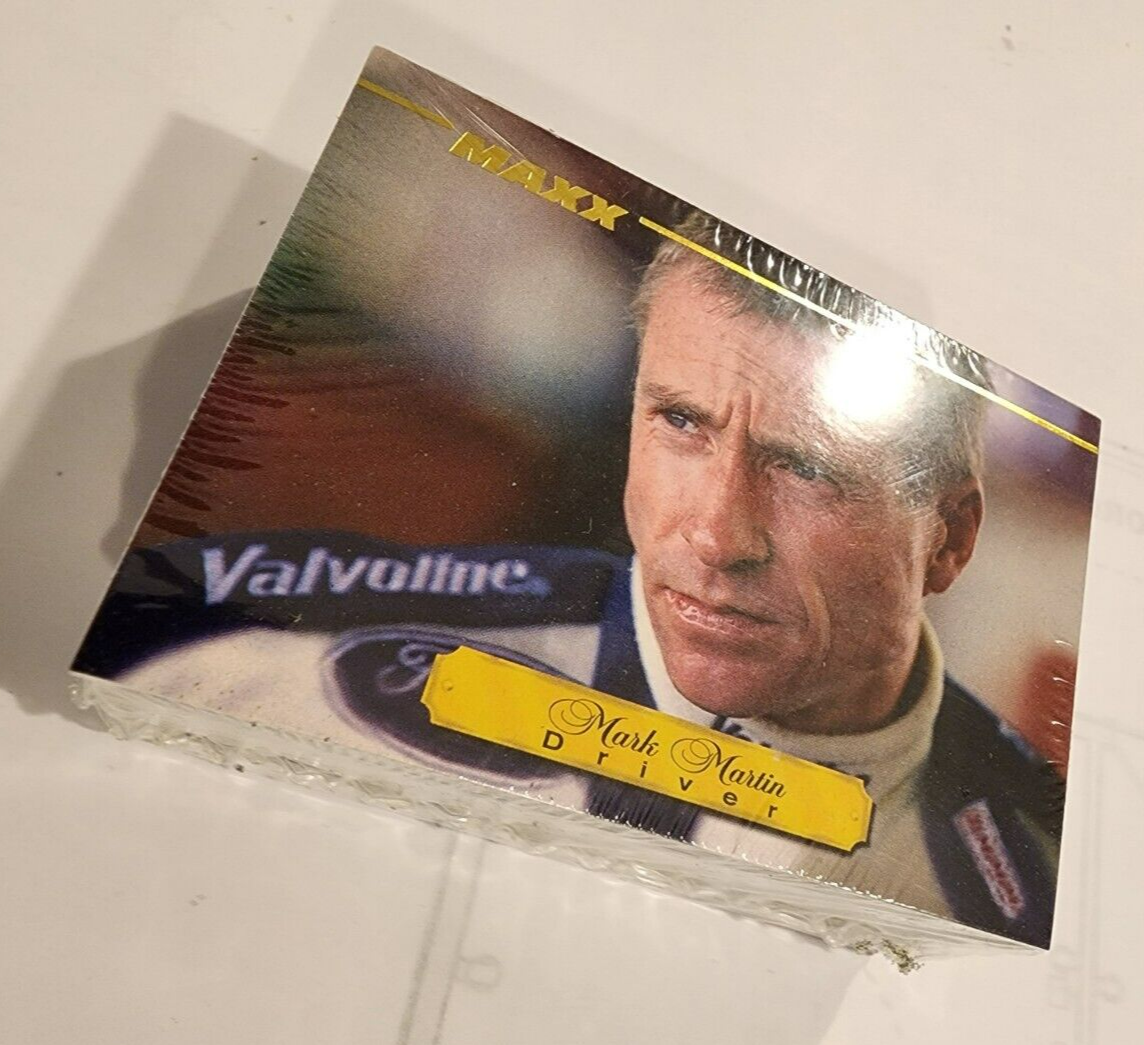 MAXX
Valvoline
Mark Martin
Driver